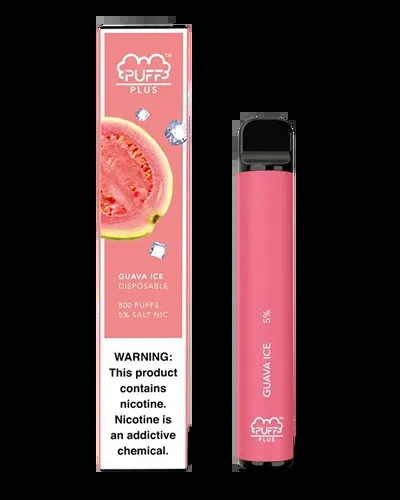 PUFF™
PLUS
GUAVA ICE
DISPOSABLE
800 PUFFS
5% SALT NIC
WARNING:
This product
contains
nicotine.
Nicotine is
an addictive
chemical.
GUAVA ICE 5%
PUFF
PLUS